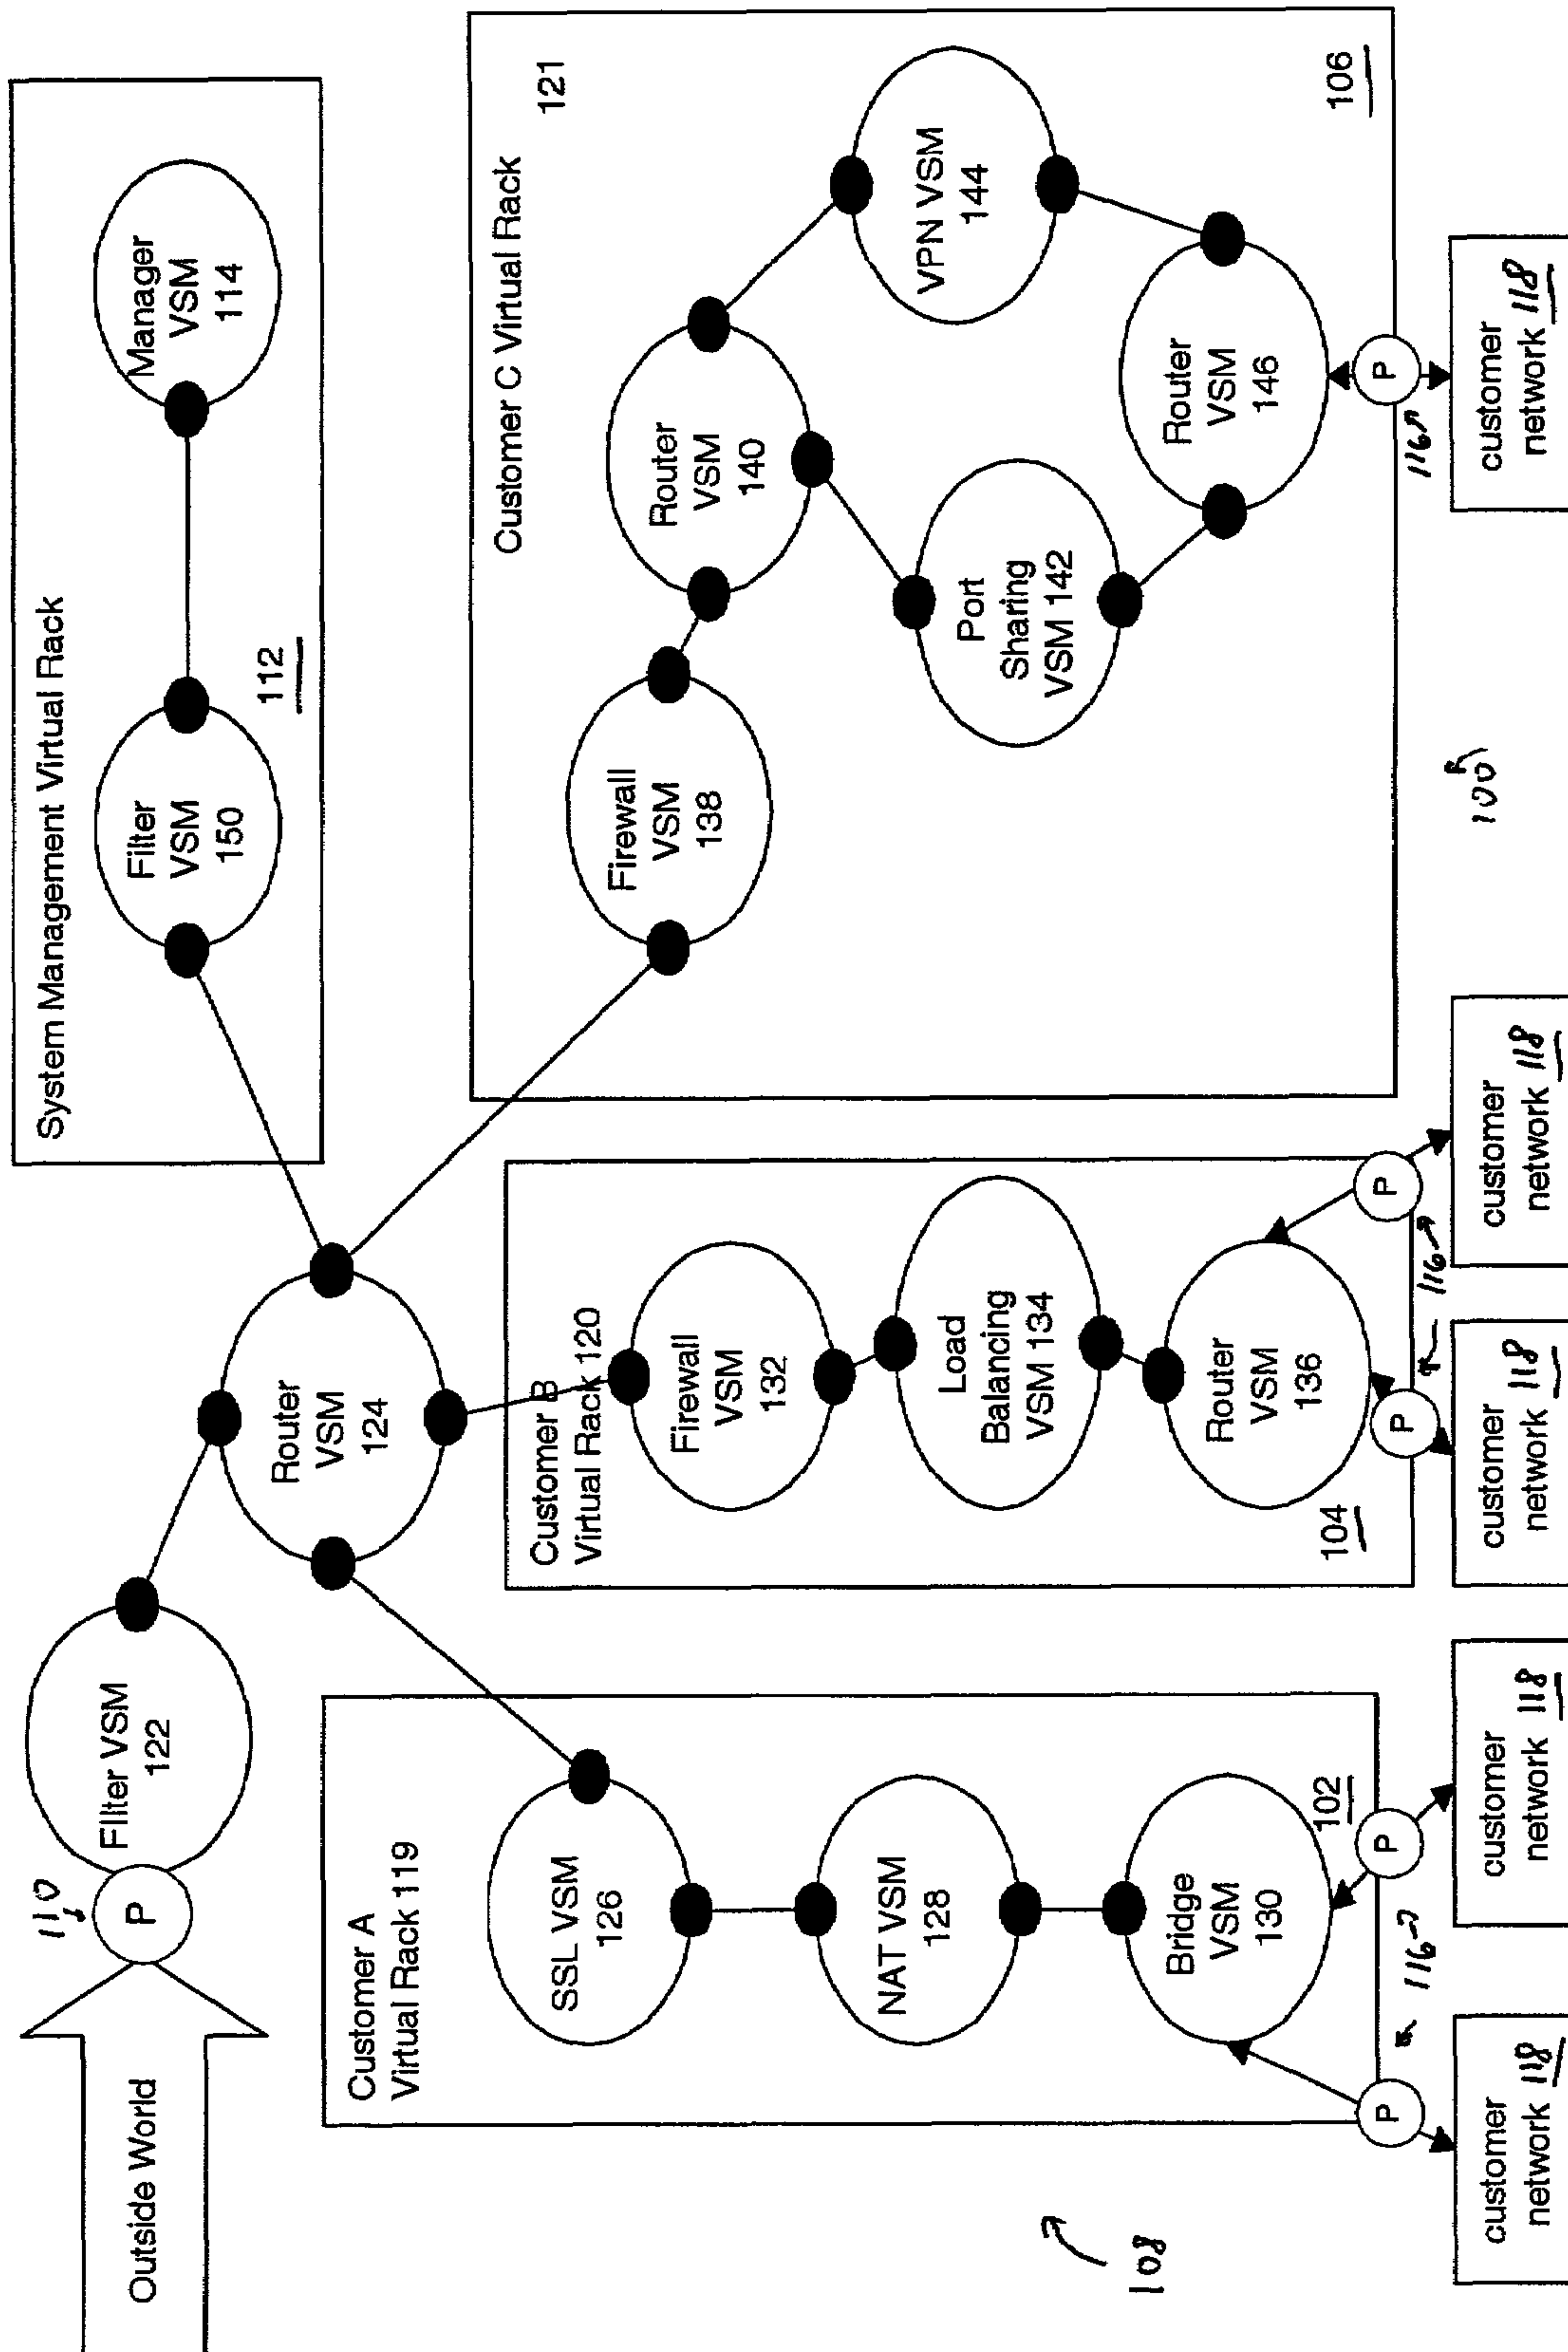 Outside World
110
P
FIlter VSM
122
Router
VSM
124
System Management Virtual Rack
Filter
VSM
150
Manager
VSM
114
112
Customer A
Virtual Rack 119
SSL VSM
126
NAT VSM
128
Bridge
VSM
130
102
P
P
116
customer
network 118
customer
network 118
Customer B
Virtual Rack 120
Firewall
VSM
132
Load
Balancing
VSM 134
Router
VSM
136
104
P
P
116
customer
network 118
customer
network 118
Customer C Virtual Rack
121
Firewall
VSM
138
Router
VSM
140
Port
Sharing
VSM 142
VPN VSM
144
Router
VSM
146
106
P
116
customer
network 118
108
100